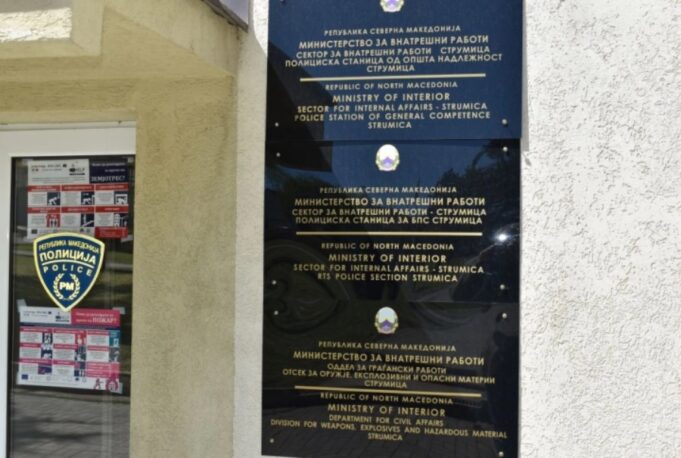 РЕПУБЛИКА СЕВЕРНА МАКЕДОНИЈА
МИНИСТЕРСТВО ЗА ВНАТРЕШНИ РАБОТИ
СЕКТОР ЗА ВНАТРЕШНИ РАБОТИ СТРУМИЦА
ПОЛИЦИСКА СТАНИЦА ОД ОПШТА НАДЛЕЖНОСТ
СТРУМИЦА
REPUBLIC OF NORTH MACEDONIA
MINISTRY OF INTERIOR
SECTOR FOR INTERNAL AFFAIRS - STRUMICA
POLICE STATION OF GENERAL COMPETENCE
STRUMICA
РЕПУБЛИКА СЕВЕРНА МАКЕДОНИЈА
МИНИСТЕРСТВО ЗА ВНАТРЕШНИ РАБОТИ
СЕКТОР ЗА ВНАТРЕШНИ РАБОТИ - СТРУМИЦА
ПОЛИЦИСКА СТАНИЦА ЗА БПС СТРУМИЦА
REPUBLIC OF NORTH MACEDONIA
MINISTRY OF INTERIOR
SECTOR FOR INTERNAL AFFAIRS - STRUMICA
RTS POLICE SECTION STRUMICA
РЕПУБЛИКА СЕВЕРНА МАКЕДОНИЈА
МИНИСТЕРСТВО ЗА ВНАТРЕШНИ РАБОТИ
ОДДЕЛ ЗА ГРАЃАНСКИ РАБОТИ
ОТСЕК ЗА ОРУЖЈЕ, ЕКСПЛОЗИВНИ И ОПАСНИ МАТЕРИИ
СТРУМИЦА
REPUBLIC OF NORTH MACEDONIA
MINISTRY OF INTERIOR
DEPARTMENT FOR CIVIL AFFAIRS
DIVISION FOR WEAPONS, EXPLOSIVES AND HAZARDOUS MATERIAL
STRUMICA
ЗЕМЈОТРЕС?
РЕПУБЛИКА МАКЕДОНИЈА
ПОЛИЦИЈА
POLICE
РМ
ПОЖАР?